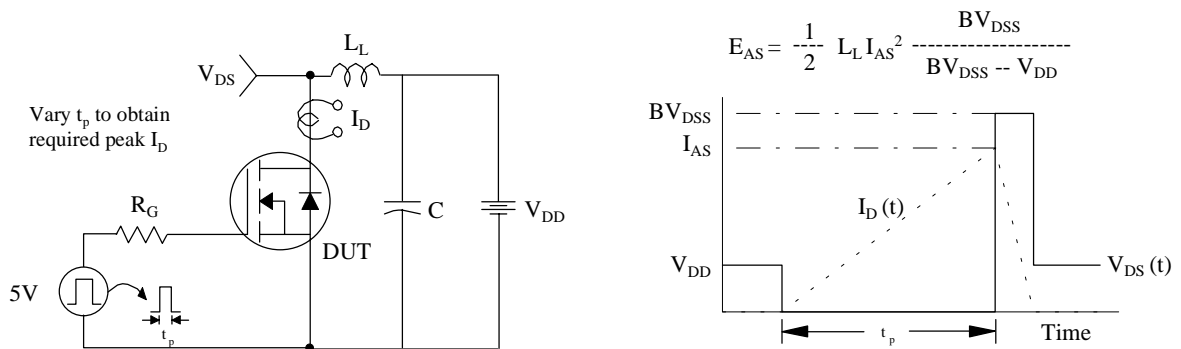 L_L
V_DS
Vary t_p to obtain
required peak I_D
I_D
R_G
C
V_DD
DUT
5V
t_p
E_AS = 1/2 L_L I_AS^2 BV_DSS / BV_DSS -- V_DD
BV_DSS
I_AS
I_D (t)
V_DD
V_DS (t)
t_p
Time